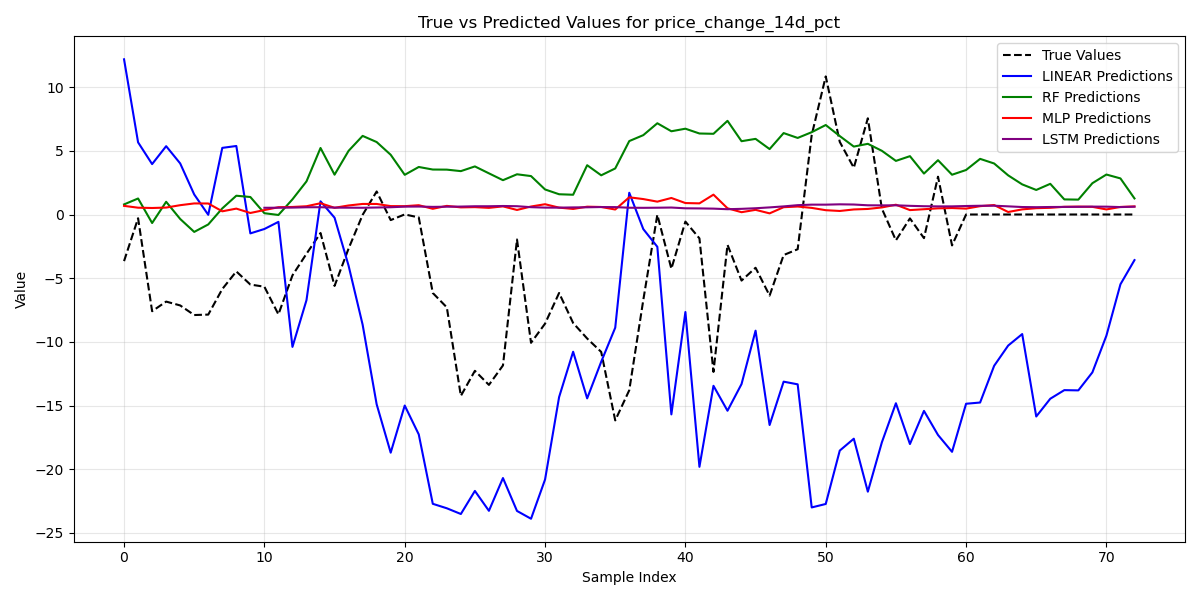 True vs Predicted Values for price_change_14d_pct
True Values
LINEAR Predictions
RF Predictions
MLP Predictions
LSTM Predictions
Value
10
5
0
−5
−10
−15
−20
−25
0 10 20 30 40 50 60 70
Sample Index